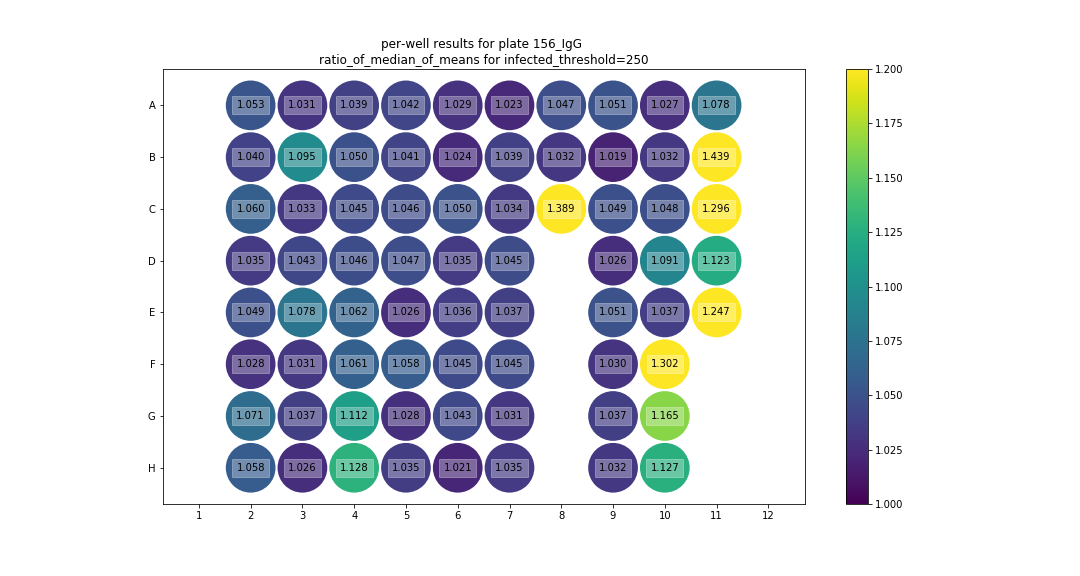 per-well results for plate 156_IgG
ratio_of_median_of_means for infected_threshold=250
A 1.053 1.031 1.039 1.042 1.029 1.023 1.047 1.051 1.027 1.078
B 1.040 1.095 1.050 1.041 1.024 1.039 1.032 1.019 1.032 1.439
C 1.060 1.033 1.045 1.046 1.050 1.034 1.389 1.049 1.048 1.296
D 1.035 1.043 1.046 1.047 1.035 1.045 1.026 1.091 1.123
E 1.049 1.078 1.062 1.026 1.036 1.037 1.051 1.037 1.247
F 1.028 1.031 1.061 1.058 1.045 1.045 1.030 1.302
G 1.071 1.037 1.112 1.028 1.043 1.031 1.037 1.165
H 1.058 1.026 1.128 1.035 1.021 1.035 1.032 1.127
1 2 3 4 5 6 7 8 9 10 11 12
1.200
1.175
1.150
1.125
1.100
1.075
1.050
1.025
1.000